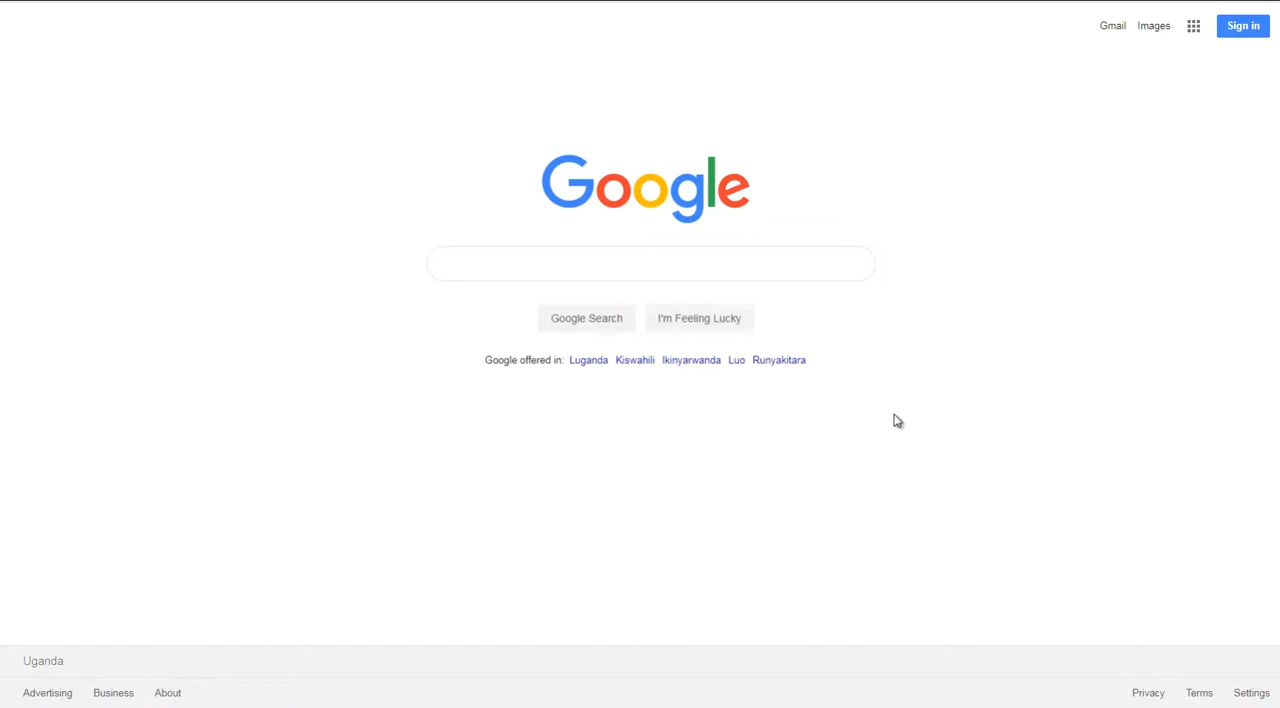 Gmail Images Sign in
Google
Google Search I'm Feeling Lucky
Google offered in: Luganda Kiswahili Ikinyarwanda Luo Runyakitara
Uganda
Advertising Business About Privacy Terms Settings